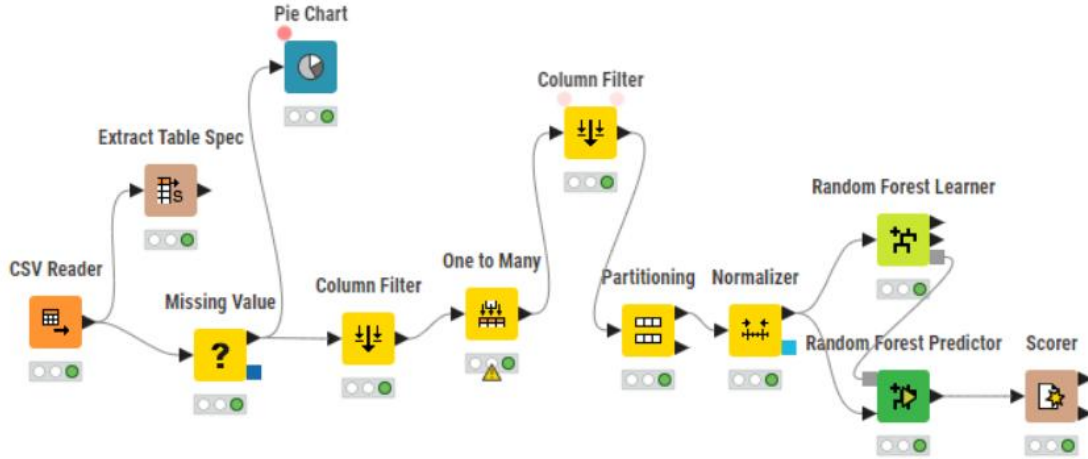 Pie Chart
Column Filter
Extract Table Spec
S
Random Forest Learner
CSV Reader
Missing Value
?
Column Filter
One to Many
Partitioning
Normalizer
Random Forest Predictor
Scorer